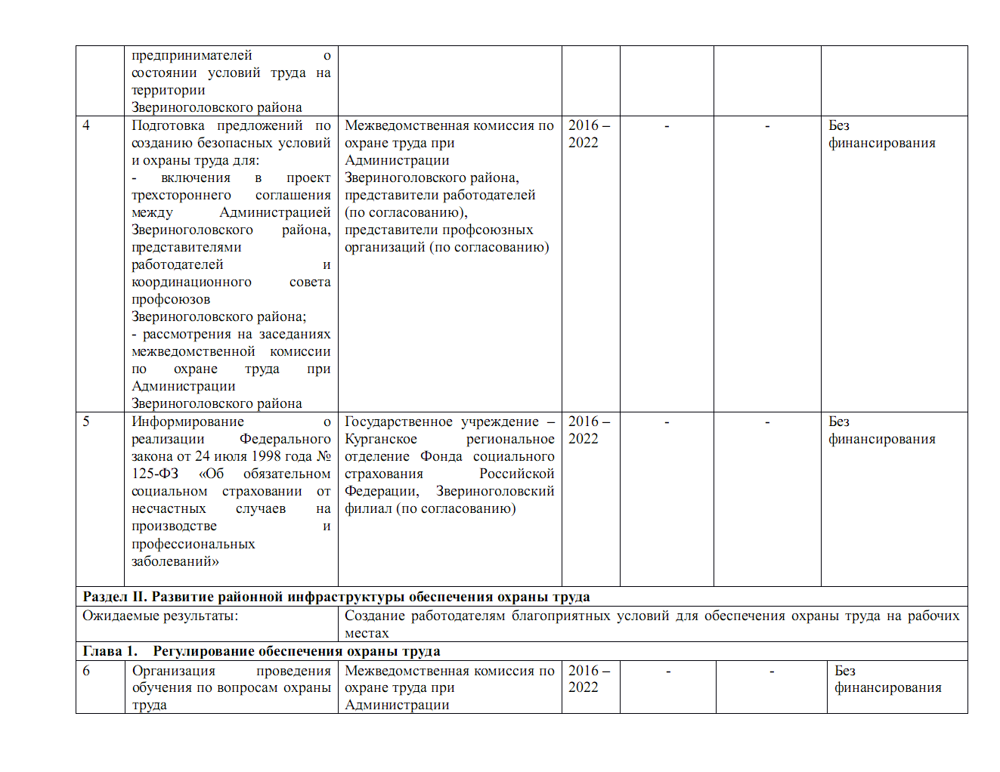 предпринимателей о
состоянии условий труда на
территории
Звериноголовского района
4
Подготовка предложений по
созданию безопасных условий
и охраны труда для:
- включения в проект
трехстороннего соглашения
между Администрацией
Звериноголовского района,
представителями
работодателей и
координационного совета
профсоюзов
Звериноголовского района;
- рассмотрения на заседаниях
межведомственной комиссии
по охране труда при
Администрации
Звериноголовского района
Межведомственная комиссия по
охране труда при
Администрации
Звериноголовского района,
представители работодателей
(по согласованию),
представители профсоюзных
организаций (по согласованию)
2016 –
2022
-
-
Без
финансирования
5
Информирование о
реализации Федерального
закона от 24 июля 1998 года №
125-ФЗ «Об обязательном
социальном страховании от
несчастных случаев на
производстве и
профессиональных
заболеваний»
Государственное учреждение –
Курганское региональное
отделение Фонда социального
страхования Российской
Федерации, Звериноголовский
филиал (по согласованию)
2016 –
2022
-
-
Без
финансирования
Раздел II. Развитие районной инфраструктуры обеспечения охраны труда
Ожидаемые результаты:
Создание работодателям благоприятных условий для обеспечения охраны труда на рабочих
местах
Глава 1. Регулирование обеспечения охраны труда
6
Организация проведения
обучения по вопросам охраны
труда
Межведомственная комиссия по
охране труда при
Администрации
2016 –
2022
-
-
Без
финансирования